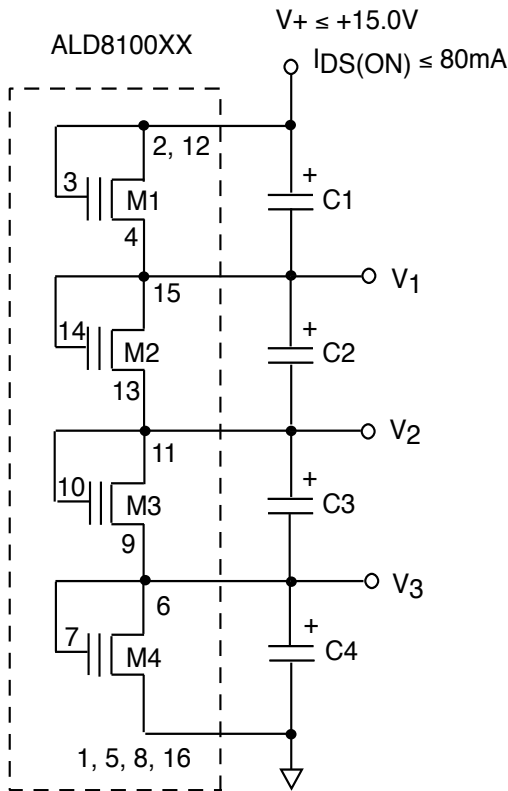 V+ ≤ +15.0V
ALD8100XX
IDS(ON) ≤ 80mA
2, 12
3
M1
+
C1
4
15
V1
14
M2
+
C2
13
11
V2
10
M3
+
C3
9
6
V3
7
M4
+
C4
1, 5, 8, 16